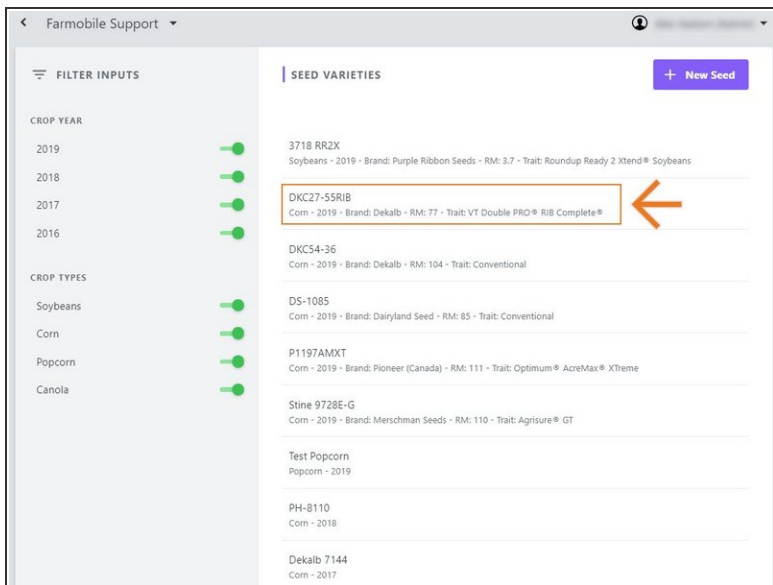 Farmobile Support
FILTER INPUTS
CROP YEAR
2019
2018
2017
2016
CROP TYPES
Soybeans
Corn
Popcorn
Canola
SEED VARIETIES
+ New Seed
3718 RR2X
Soybeans - 2019 - Brand: Purple Ribbon Seeds - RM: 3.7 - Trait: Roundup Ready 2 Xtend® Soybeans
DKC27-55RIB
Corn - 2019 - Brand: Dekalb - RM: 77 - Trait: VT Double PRO® RIB Complete®
DKC54-36
Corn - 2019 - Brand: Dekalb - RM: 104 - Trait: Conventional
DS-1085
Corn - 2019 - Brand: Dairyland Seed - RM: 85 - Trait: Conventional
P1197AMXT
Corn - 2019 - Brand: Pioneer (Canada) - RM: 111 - Trait: Optimum® AcreMax® XTreme
Stine 9728E-G
Corn - 2019 - Brand: Merschman Seeds - RM: 110 - Trait: Agrisure® GT
Test Popcorn
Popcorn - 2019
PH-8110
Corn - 2018
Dekalb 7144
Corn - 2017